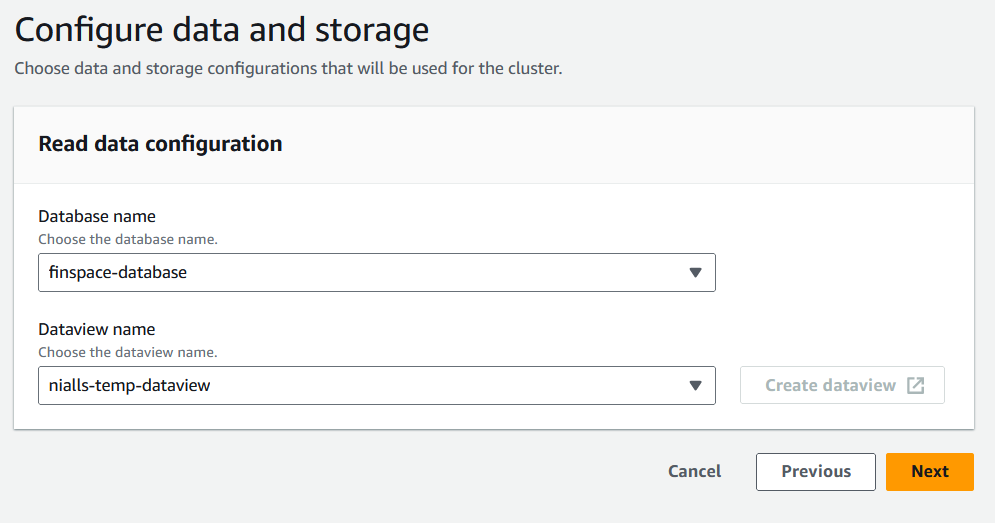 Configure data and storage
Choose data and storage configurations that will be used for the cluster.
Read data configuration
Database name
Choose the database name.
finspace-database
Dataview name
Choose the dataview name.
nialls-temp-dataview
Create dataview
Cancel
Previous
Next